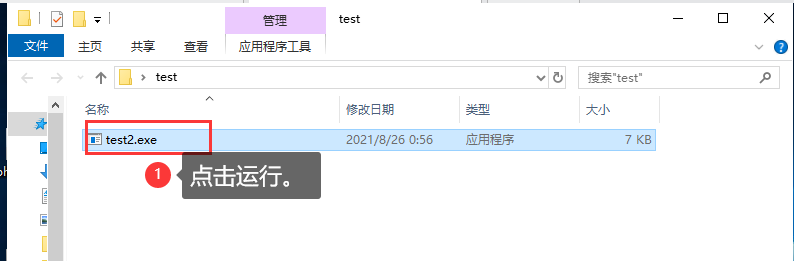 管理
test
文件
主页
共享
查看
应用程序工具
test
搜索"test"
名称
修改日期
类型
大小
test2.exe
2021/8/26 0:56
应用程序
7 KB
1
点击运行。